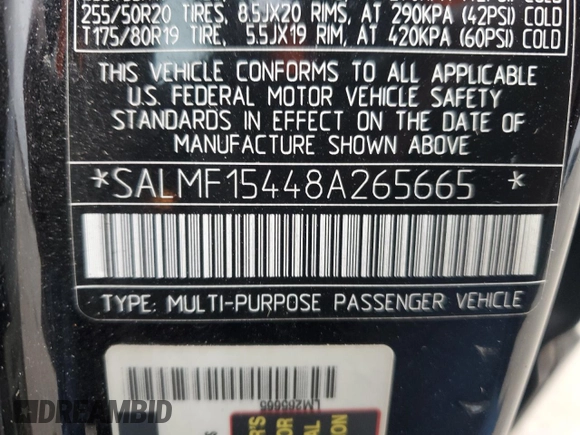 255/50R20 TIRES, 8.5JX20 RIMS, AT 290KPA (42PSI) COLD
T175/80R19 TIRE, 5.5JX19 RIM, AT 420KPA (60PSI) COLD
THIS VEHICLE CONFORMS TO ALL APPLICABLE
U.S. FEDERAL MOTOR VEHICLE SAFETY
STANDARDS IN EFFECT ON THE DATE OF
MANUFACTURE SHOWN ABOVE
*SALMF15448A265665 *
TYPE: MULTI-PURPOSE PASSENGER VEHICLE
LM265665
DREAMBID